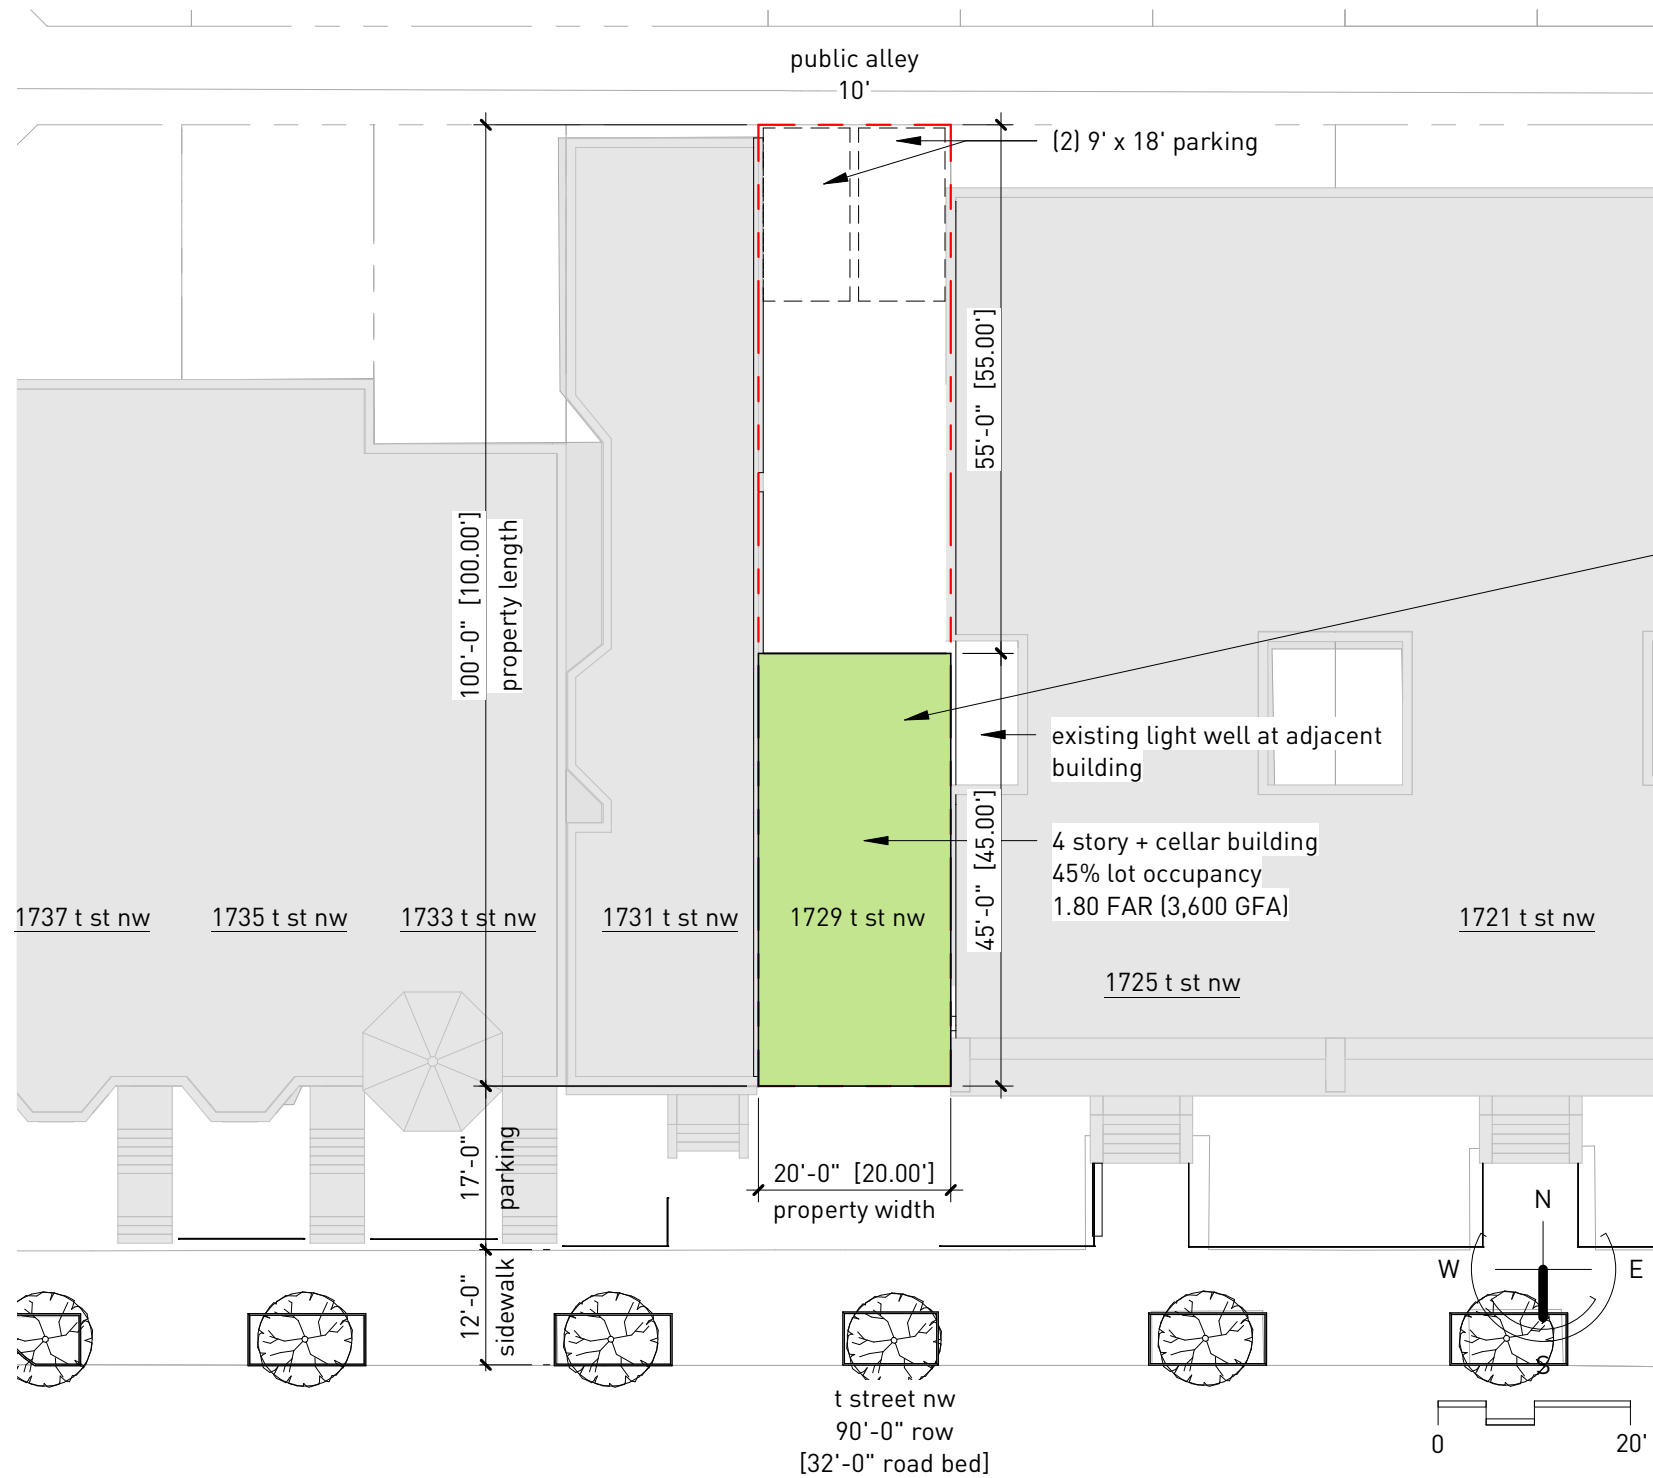 public alley
10'
(2) 9' x 18' parking
55'-0" [55.00']
100'-0" [100.00']
property length
existing light well at adjacent
building
45'-0" [45.00']
4 story + cellar building
45% lot occupancy
1.80 FAR (3,600 GFA)
1737 t st nw
1735 t st nw
1733 t st nw
1731 t st nw
1729 t st nw
1721 t st nw
1725 t st nw
17'-0"
parking
20'-0" [20.00']
property width
N
W
E
S
12'-0"
sidewalk
t street nw
90'-0" row
[32'-0" road bed]
0
20'